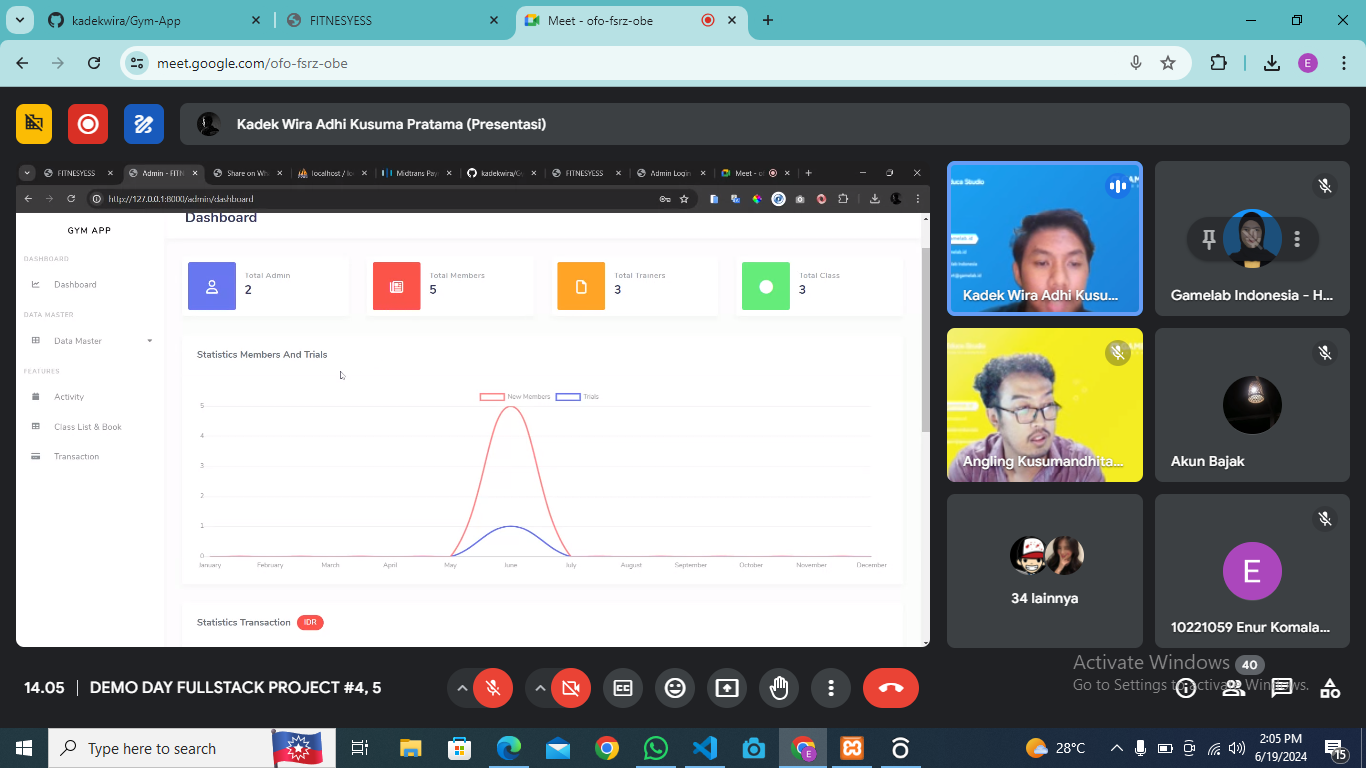 kadekwira/Gym-App
FITNESYESS
Meet - ofo-fsrz-obe
meet.google.com/ofo-fsrz-obe
E
Kadek Wira Adhi Kusuma Pratama (Presentasi)
FITNESYESS
Admin - FITN
Share on Wh
localhost / lo
Midtrans Pay
kadekwira/G
FITNESYESS
Admin Login
Meet - of
http://127.0.0.1:8000/admin/dashboard
GYM APP
DASHBOARD
Dashboard
DATA MASTER
Data Master
FEATURES
Activity
Class List & Book
Transaction
Dashboard
Total Admin
2
Total Members
5
Total Trainers
3
Total Class
3
Statistics Members And Trials
New Members
Trials
5
4
3
2
1
0
January February March April May June July August September October November December
Statistics Transaction IDR
Kadek Wira Adhi Kusu...
Gamelab Indonesia - H...
Angling Kusumandhita...
Akun Bajak
34 lainnya
E
10221059 Enur Komala...
14.05 | DEMO DAY FULLSTACK PROJECT #4, 5
40
Activate Windows
Go to Settings to activate Windows.
Type here to search
28°C
2:05 PM
6/19/2024
15